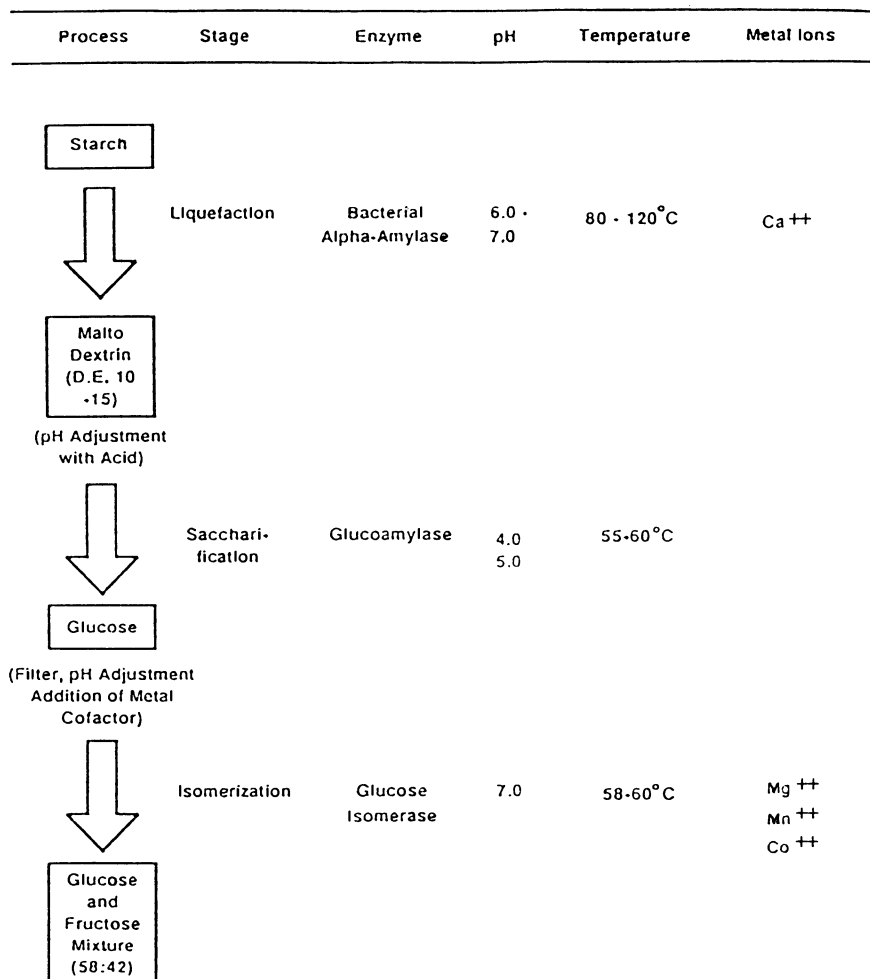 Process Stage Enzyme pH Temperature Metal Ions
Starch
Liquefaction Bacterial 6.0 - 80 - 120°C Ca ++
Alpha-Amylase 7.0
Malto
Dextrin
(D.E. 10
-15)
(pH Adjustment
with Acid)
Sacchari- Glucoamylase 4.0 55-60°C
fication 5.0
Glucose
(Filter, pH Adjustment
Addition of Metal
Cofactor)
Isomerization Glucose 7.0 58-60°C Mg ++
Isomerase Mn ++
Co ++
Glucose
and
Fructose
Mixture
(58:42)